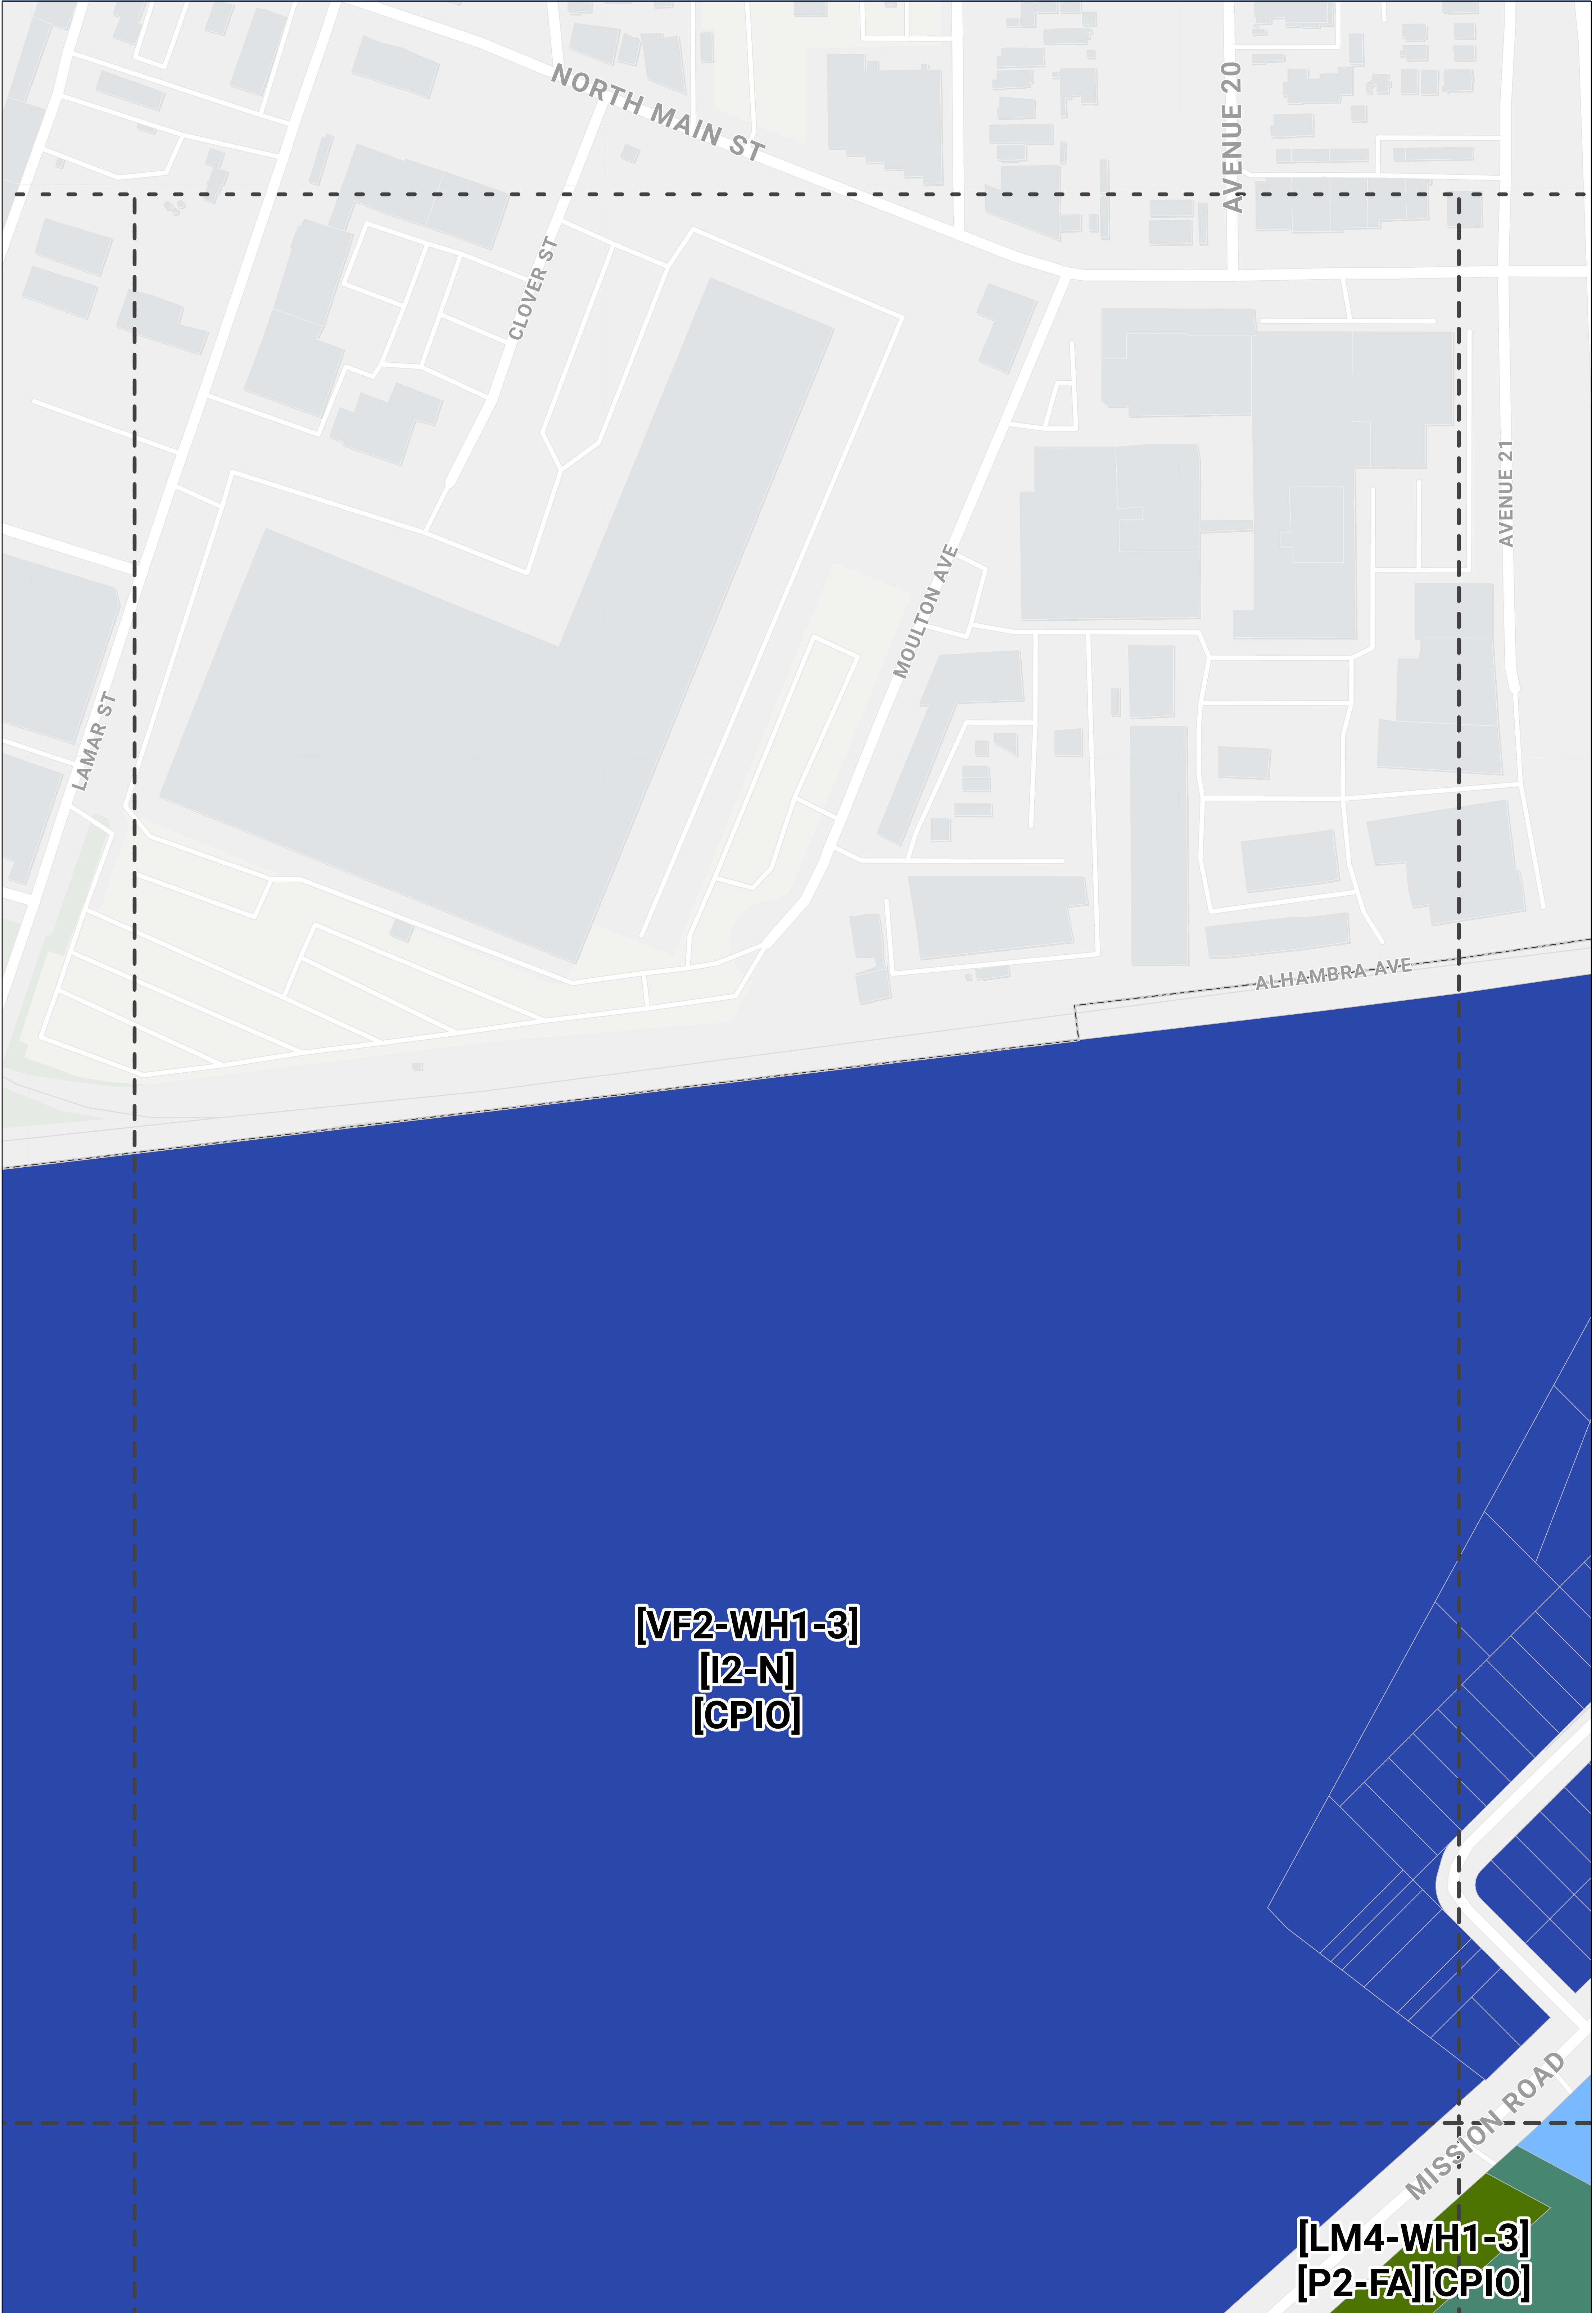 NORTH MAIN ST
AVENUE 20
CLOVER ST
AVENUE 21
MOULTON AVE
LAMAR ST
ALHAMBRA AVE
[VF2-WH1-3]
[I2-N]
[CPIO]
MISSION ROAD
[LM4-WH1-3]
[P2-FA][CPIO]